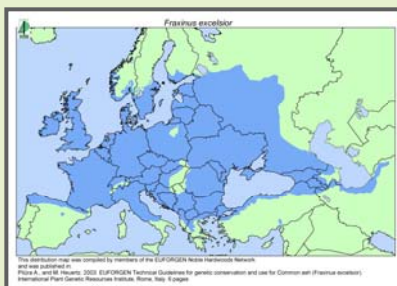 Fraxinus excelsior
This distribution map was compiled by members of the EUFORGEN Noble Hardwoods Network
and was published in
Pliûra A., and M. Heuertz. 2003. EUFORGEN Technical Guidelines for genetic conservation and use for Common ash (Fraxinus excelsior).
International Plant Genetic Resources Institute. Rome, Italy. 6 pages